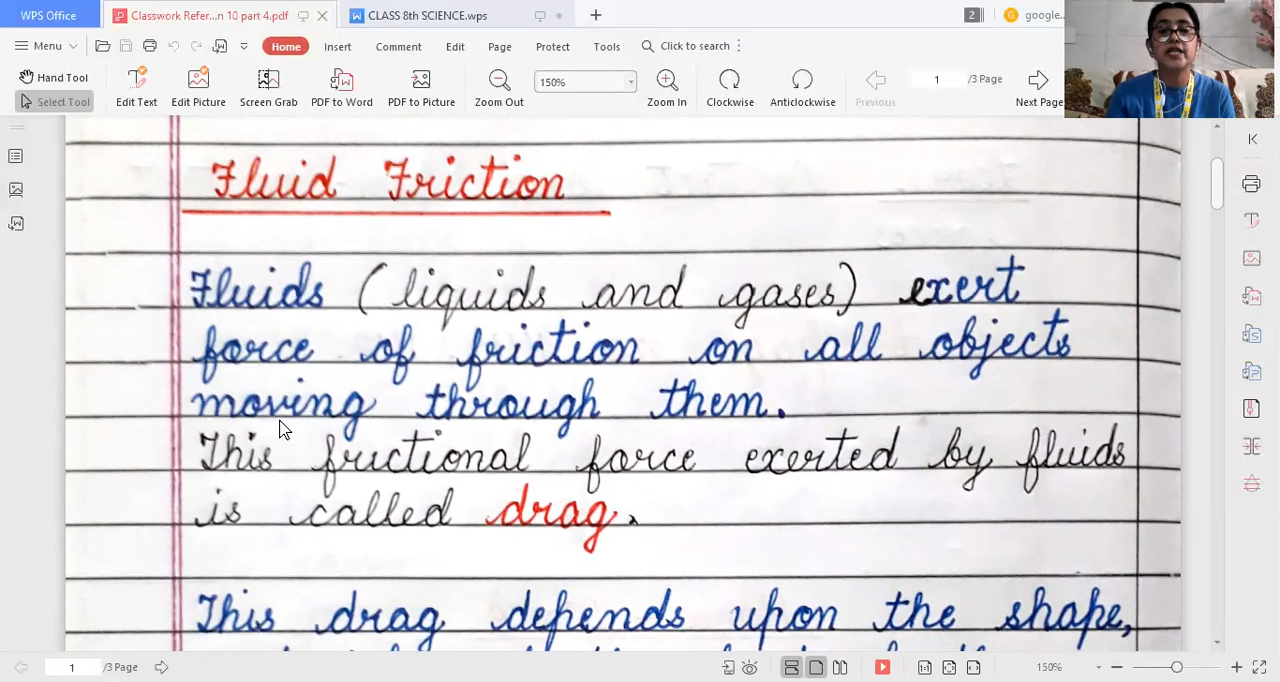 WPS Office
Classwork Refer...n 10 part 4.pdf
CLASS 8th SCIENCE.wps
2
google...
Menu
Home
Insert
Comment
Edit
Page
Protect
Tools
Click to search
Hand Tool
Select Tool
Edit Text
Edit Picture
Screen Grab
PDF to Word
PDF to Picture
Zoom Out
150%
Zoom In
Clockwise
Anticlockwise
Previous
1
/3 Page
Next Page
Fluid Friction
Fluids (liquids and gases) exert
force of friction on all objects
moving through them.
This frictional force exerted by fluids
is called drag.
This drag depends upon the shape,
1 /3 Page
150%